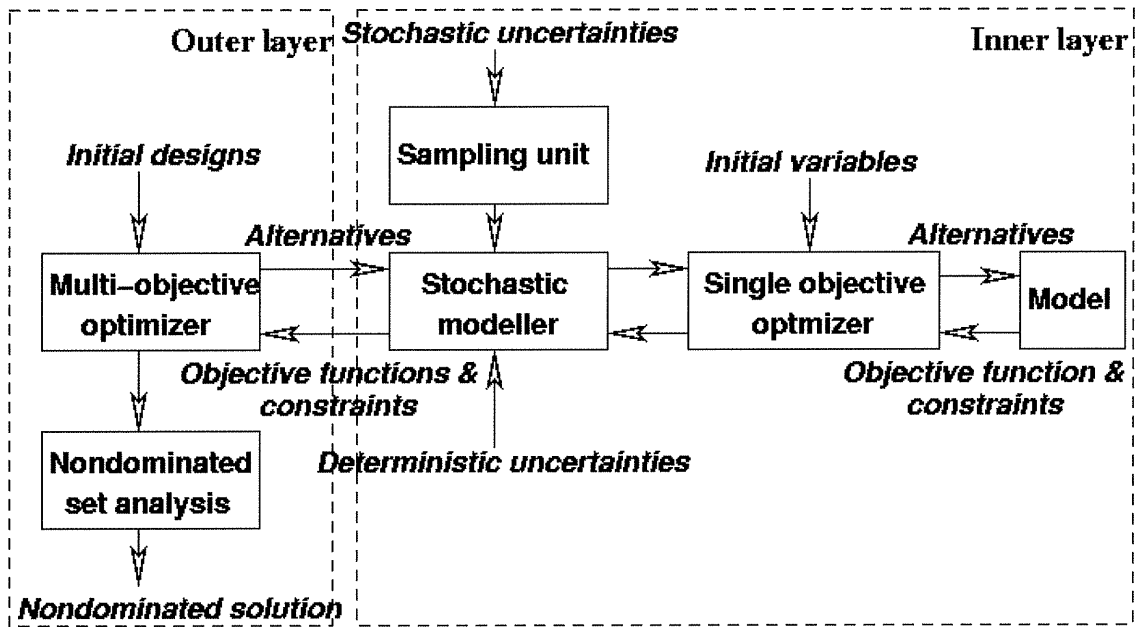 Outer layer
Stochastic uncertainties
Inner layer
Initial designs
Sampling unit
Initial variables
Alternatives
Alternatives
Multi–objective
optimizer
Stochastic
modeller
Single objective
optmizer
Model
Objective functions &
constraints
Objective function &
constraints
Nondominated
set analysis
Deterministic uncertainties
Nondominated solution